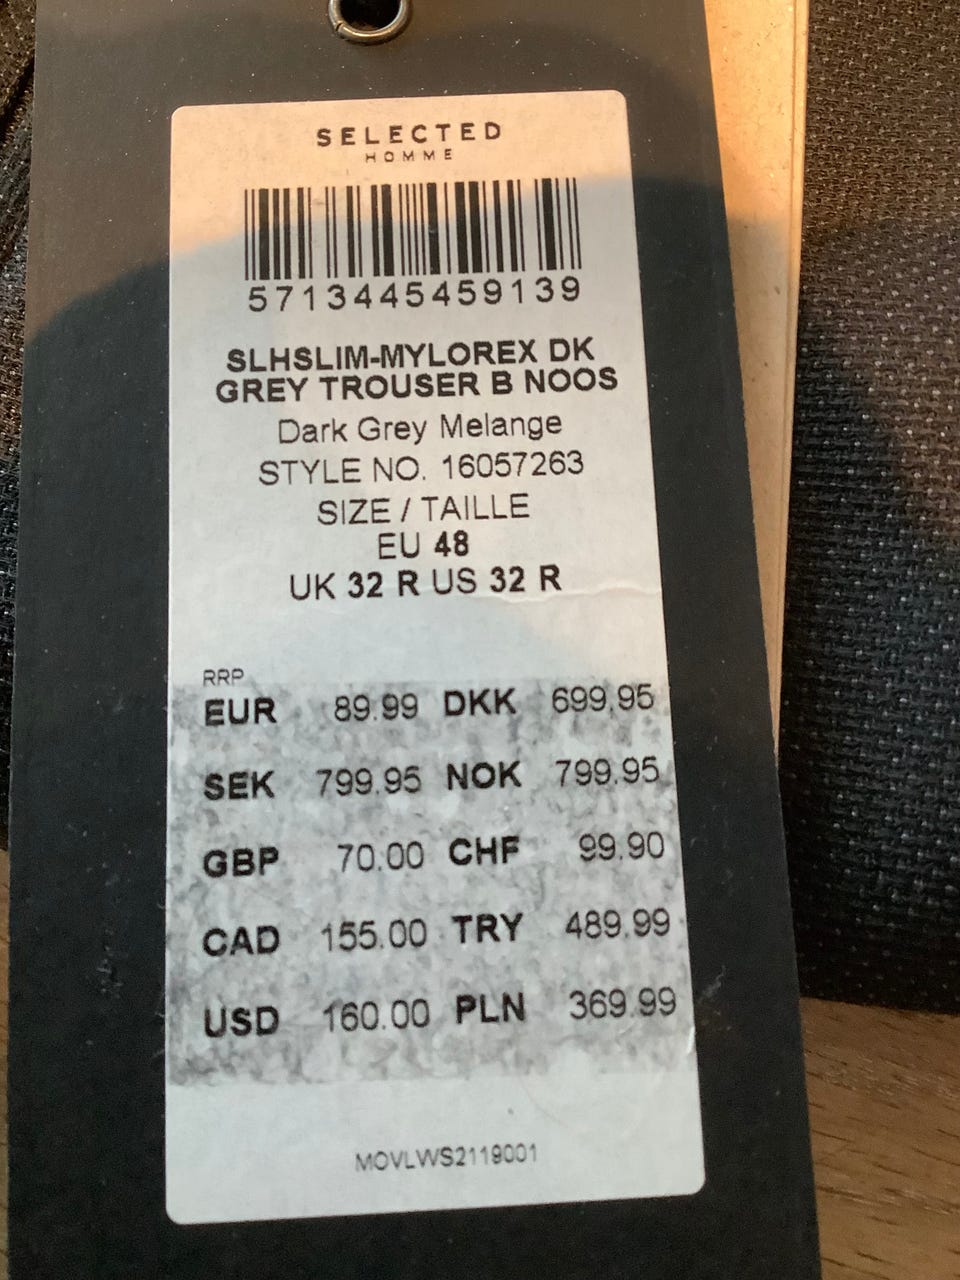 SELECTED
HOMME
5713445459139
SLHSLIM-MYLOREX DK
GREY TROUSER B NOOS
Dark Grey Melange
STYLE NO. 16057263
SIZE / TAILLE
EU 48
UK 32 R US 32 R
RRP
EUR 89.99 DKK 699.95
SEK 799.95 NOK 799.95
GBP 70.00 CHF 99.90
CAD 155.00 TRY 489.99
USD 160.00 PLN 369.99
MOVLWS2119001